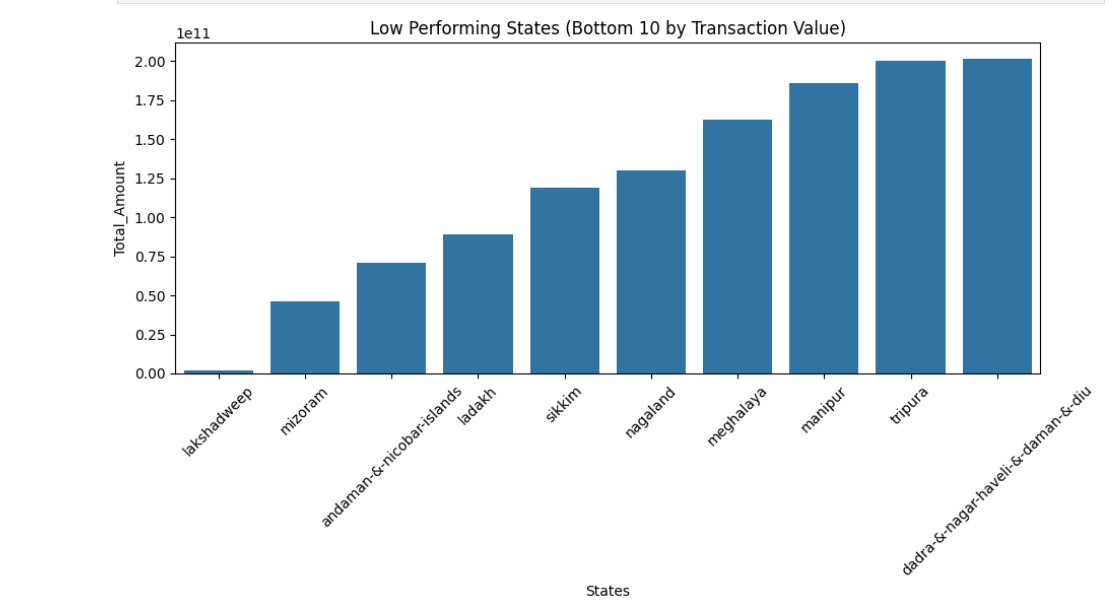 Low Performing States (Bottom 10 by Transaction Value)
1e11
2.00
1.75
1.50
1.25
1.00
0.75
0.50
0.25
0.00
Total_Amount
lakshadweep
mizoram
andaman-&-nicobar-islands
ladakh
sikkim
nagaland
meghalaya
manipur
tripura
dadra-&-nagar-haveli-&-daman-&-diu
States